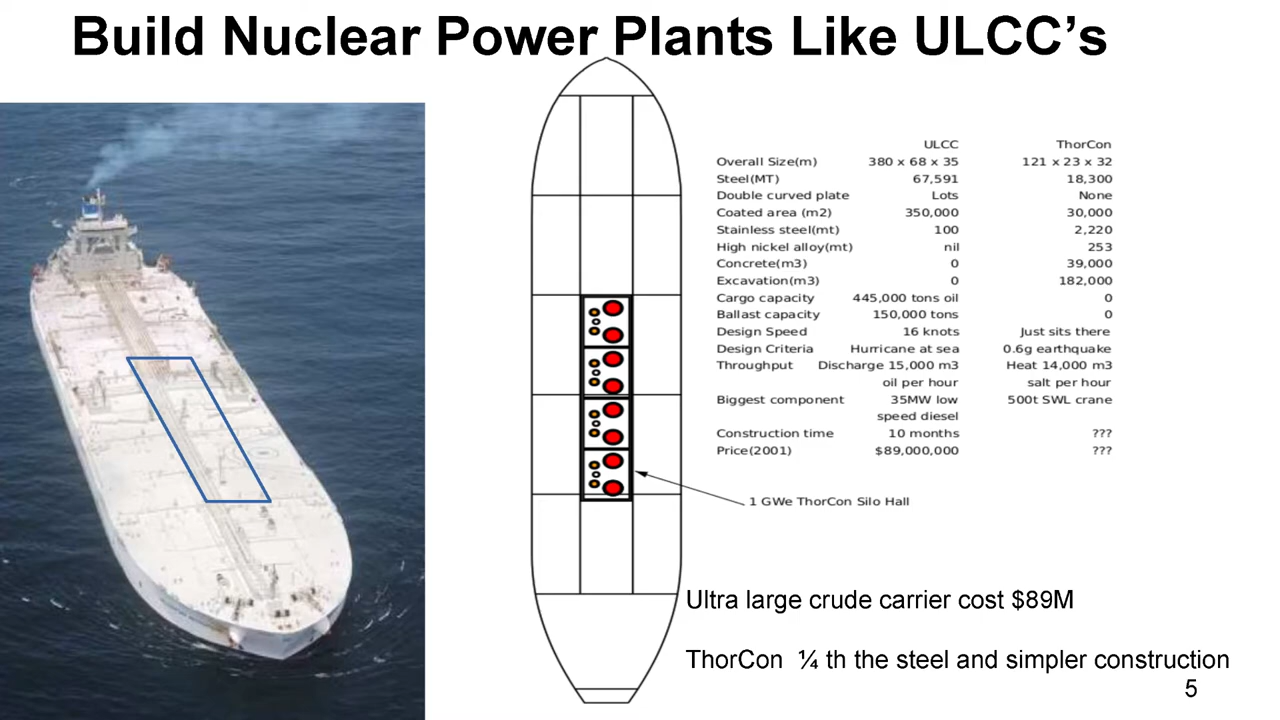 Build Nuclear Power Plants Like ULCC's
ULCC ThorCon
Overall Size(m) 380 x 68 x 35 121 x 23 x 32
Steel(MT) 67,591 18,300
Double curved plate Lots None
Coated area (m2) 350,000 30,000
Stainless steel(mt) 100 2,220
High nickel alloy(mt) nil 253
Concrete(m3) 0 39,000
Excavation(m3) 0 182,000
Cargo capacity 445,000 tons oil 0
Ballast capacity 150,000 tons 0
Design Speed 16 knots Just sits there
Design Criteria Hurricane at sea 0.6g earthquake
Throughput Discharge 15,000 m3 Heat 14,000 m3
oil per hour salt per hour
Biggest component 35MW low 500t SWL crane
speed diesel
Construction time 10 months ???
Price(2001) $89,000,000 ???
1 GWe ThorCon Silo Hall
Ultra large crude carrier cost $89M
ThorCon ¼ th the steel and simpler construction
5